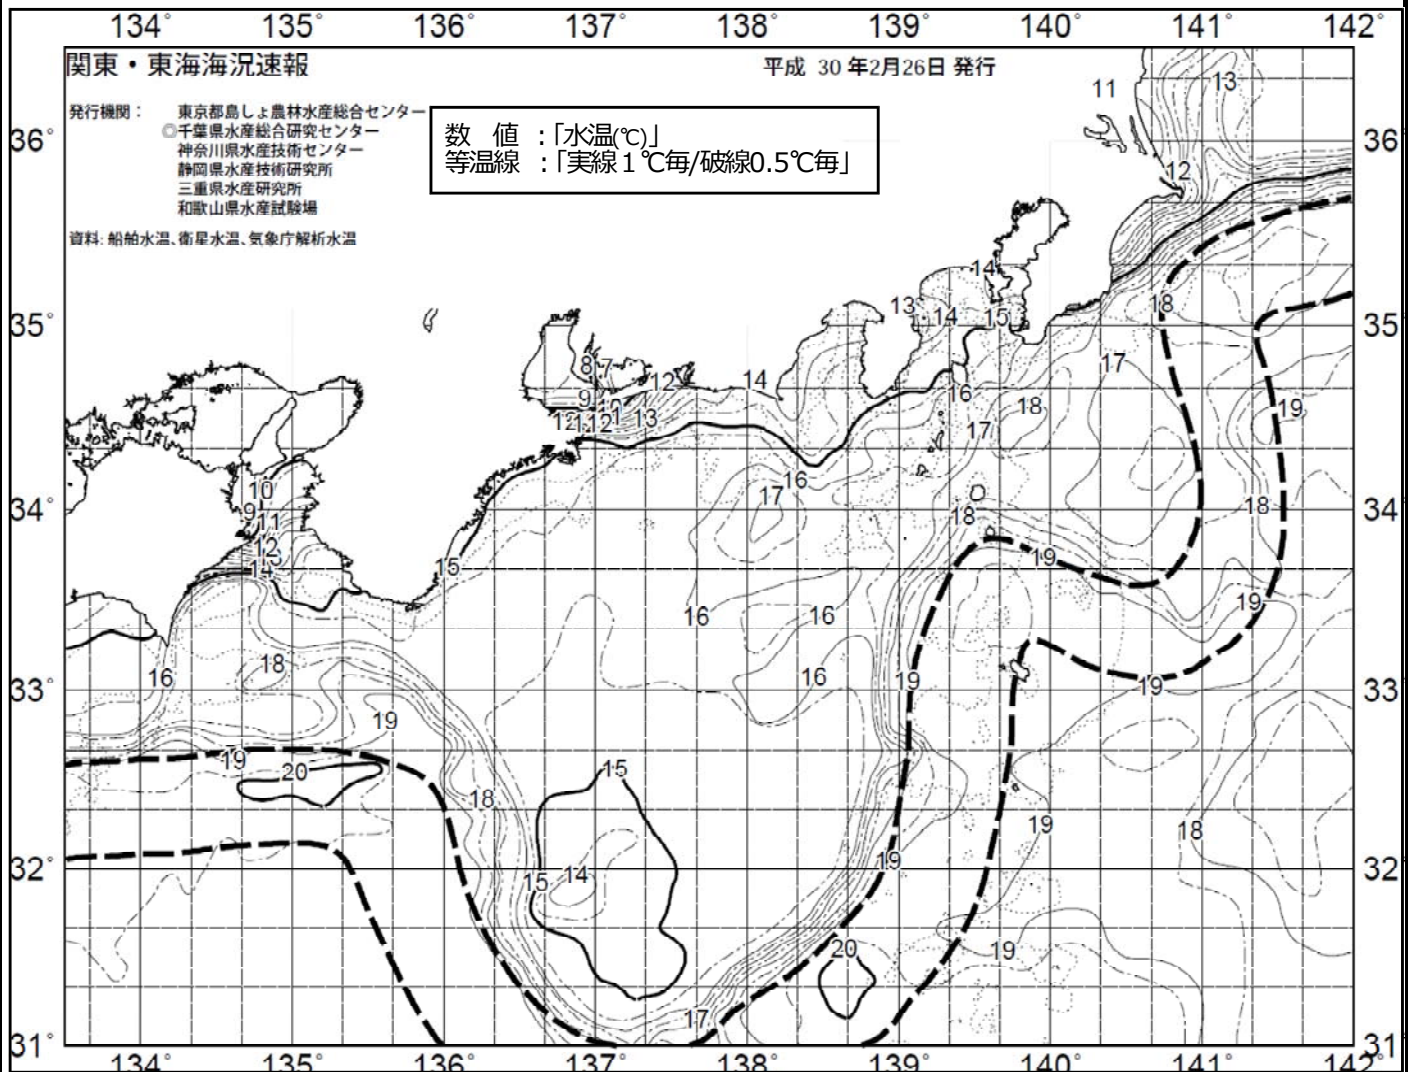 134° 135° 136° 137° 138° 139° 140° 141° 142°
関東・東海海況速報
平成 30 年2月26日 発行
発行機関： 東京都島しょ農林水産総合センター
◎千葉県水産総合研究センター
神奈川県水産技術センター
静岡県水産技術研究所
三重県水産研究所
和歌山県水産試験場
資料: 船舶水温、衛星水温、気象庁解析水温
数 値 ：「水温(℃)」
等温線 ：「実線１℃毎/破線0.5℃毎」
11 13
36° 36°
12
14
13 14 15 18
35° 35°
8 7 12 14 17
9 16 18 19
12 12 13 17
10 16 17
9 18 18
34° 34°
11
12
14 15 19
16 16 19
16 18 16 19 19
33° 33°
19
19 20 15
18 19 18
32° 32°
15 14 19
20 19
17
31° 31°
134° 135° 136° 137° 138° 139° 140° 141° 142°